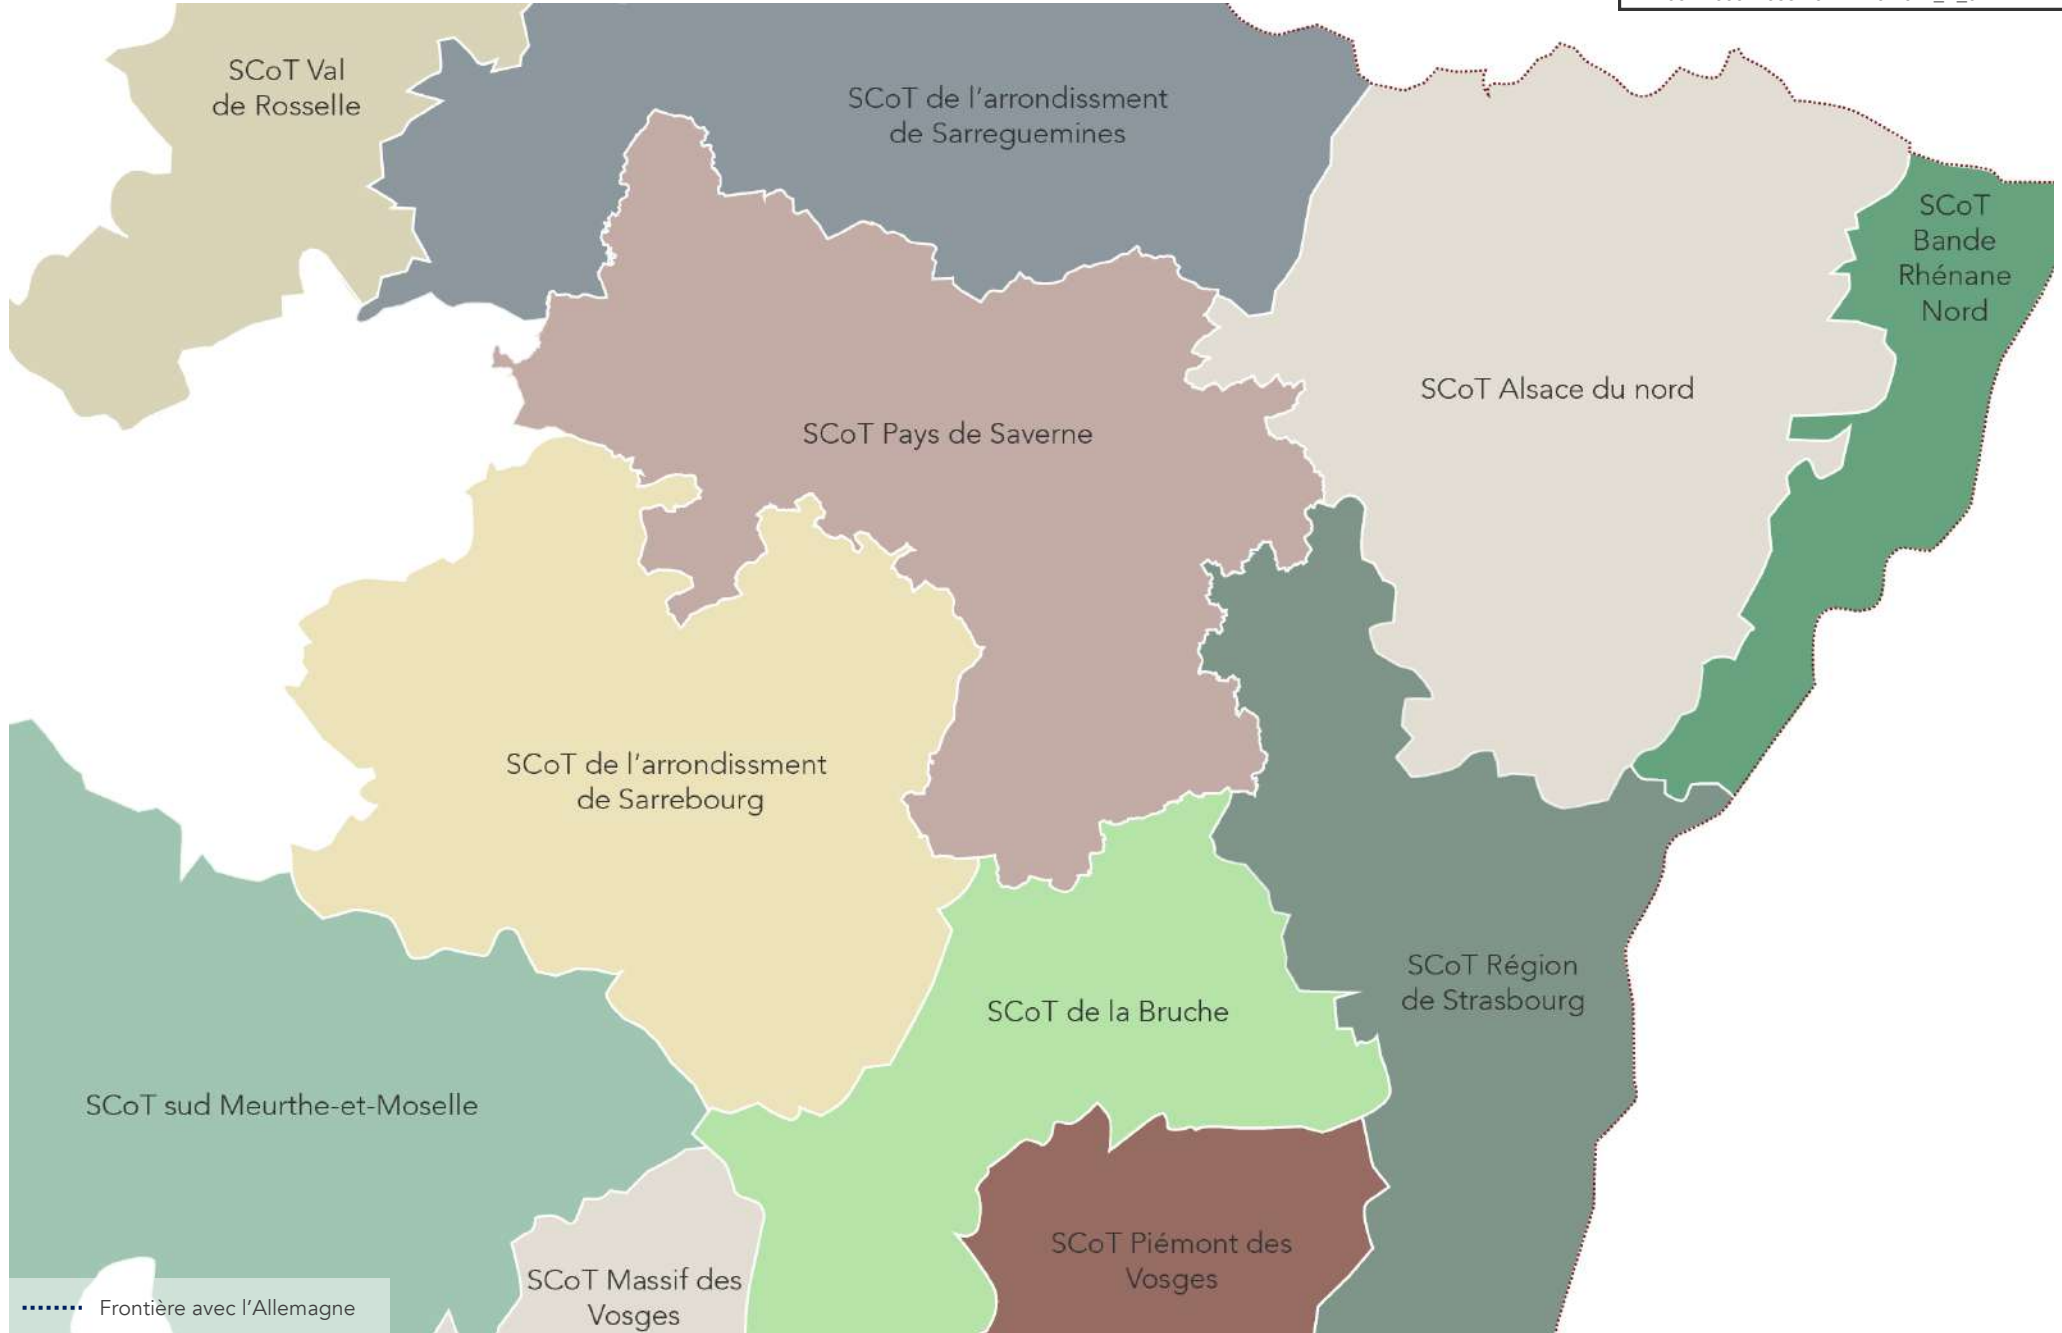 SCoT Val
de Rosselle
SCoT de l'arrondissment
de Sarreguemines
SCoT
Bande
Rhénane
Nord
SCoT Alsace du nord
SCoT Pays de Saverne
SCoT de l'arrondissment
de Sarrebourg
SCoT Région
de Strasbourg
SCoT de la Bruche
SCoT sud Meurthe-et-Moselle
SCoT Piémont des
Vosges
SCoT Massif des
Vosges
Frontière avec l'Allemagne